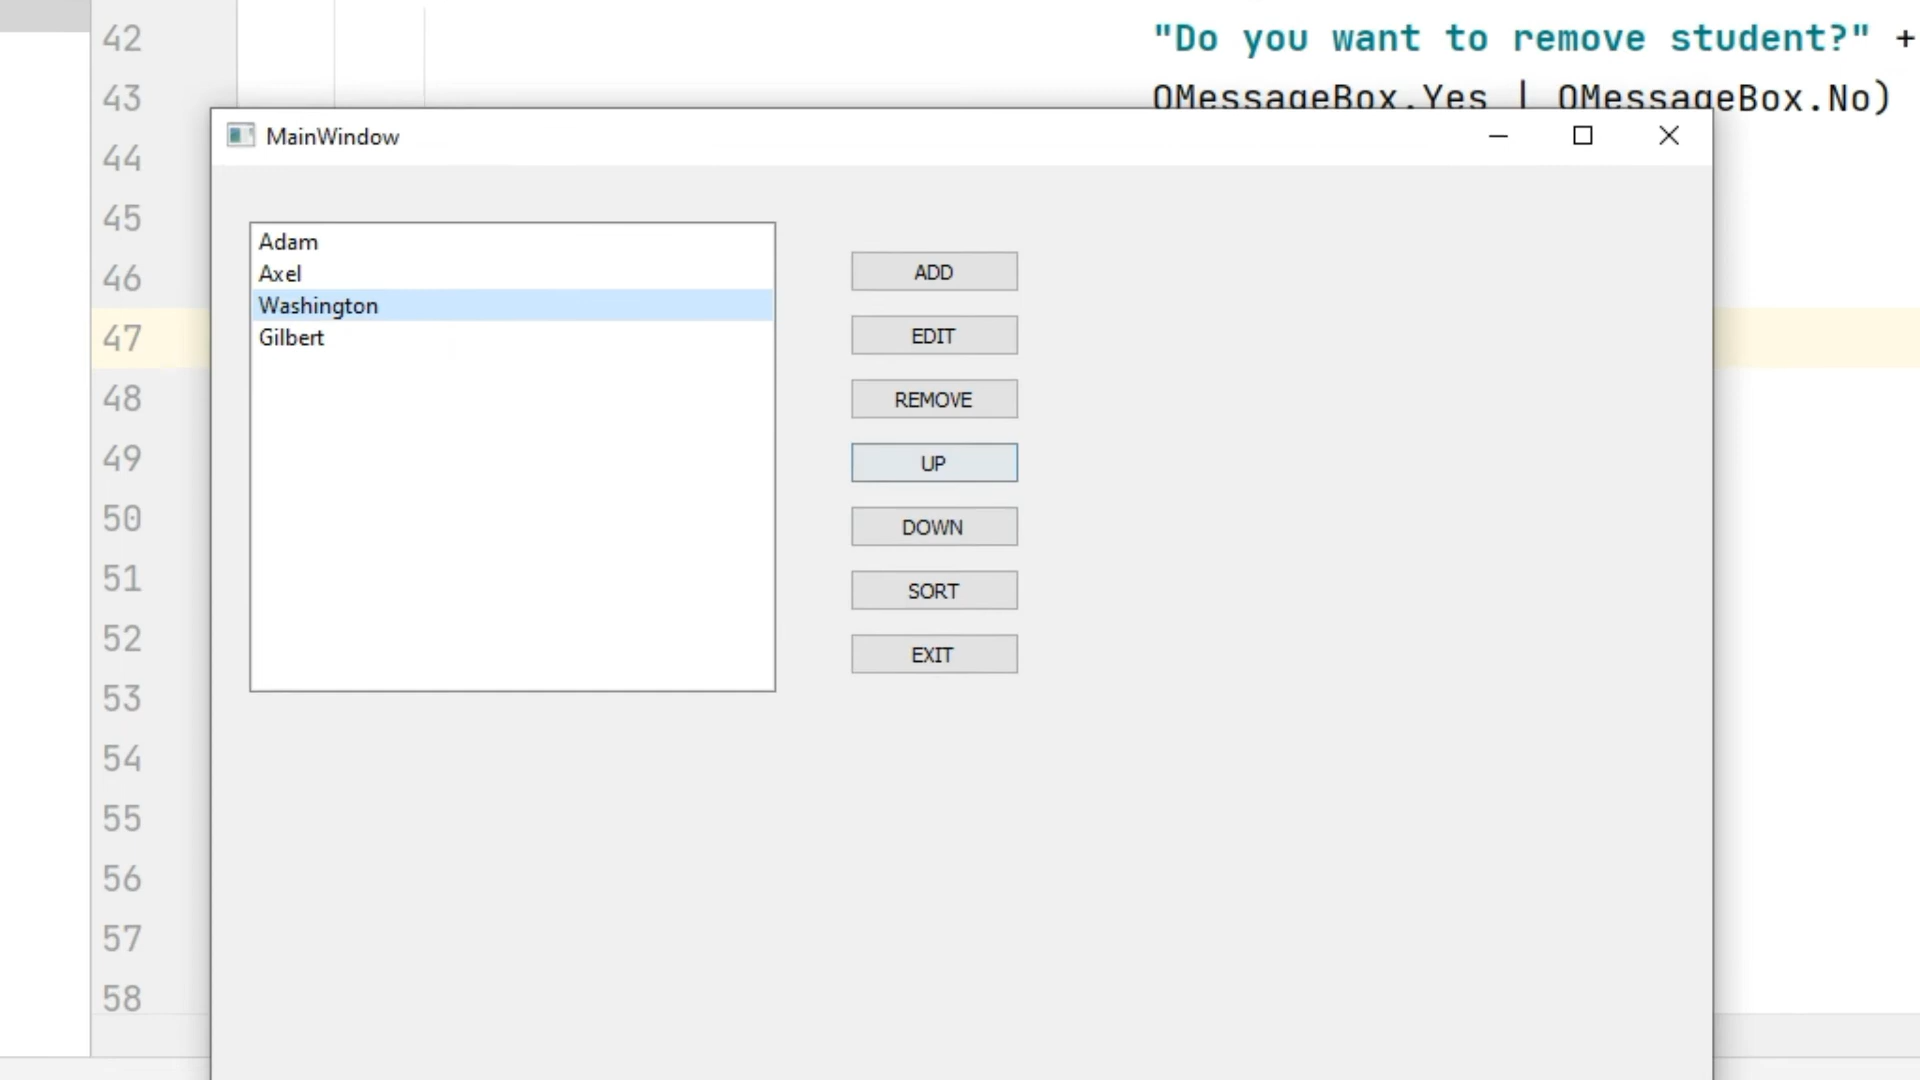 42
"Do you want to remove student?" +
43
QMessageBox.Yes | QMessageBox.No)
MainWindow
44
45
46
47
48
49
50
51
52
53
54
55
56
57
58
Adam
Axel
Washington
Gilbert
ADD
EDIT
REMOVE
UP
DOWN
SORT
EXIT